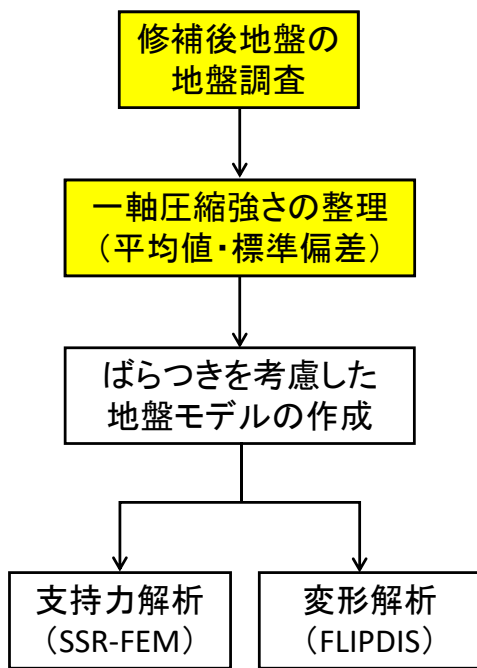 修補後地盤の
地盤調査
一軸圧縮強さの整理
（平均値・標準偏差）
ばらつきを考慮した
地盤モデルの作成
支持力解析
（SSR-FEM）
変形解析
（FLIPDIS）